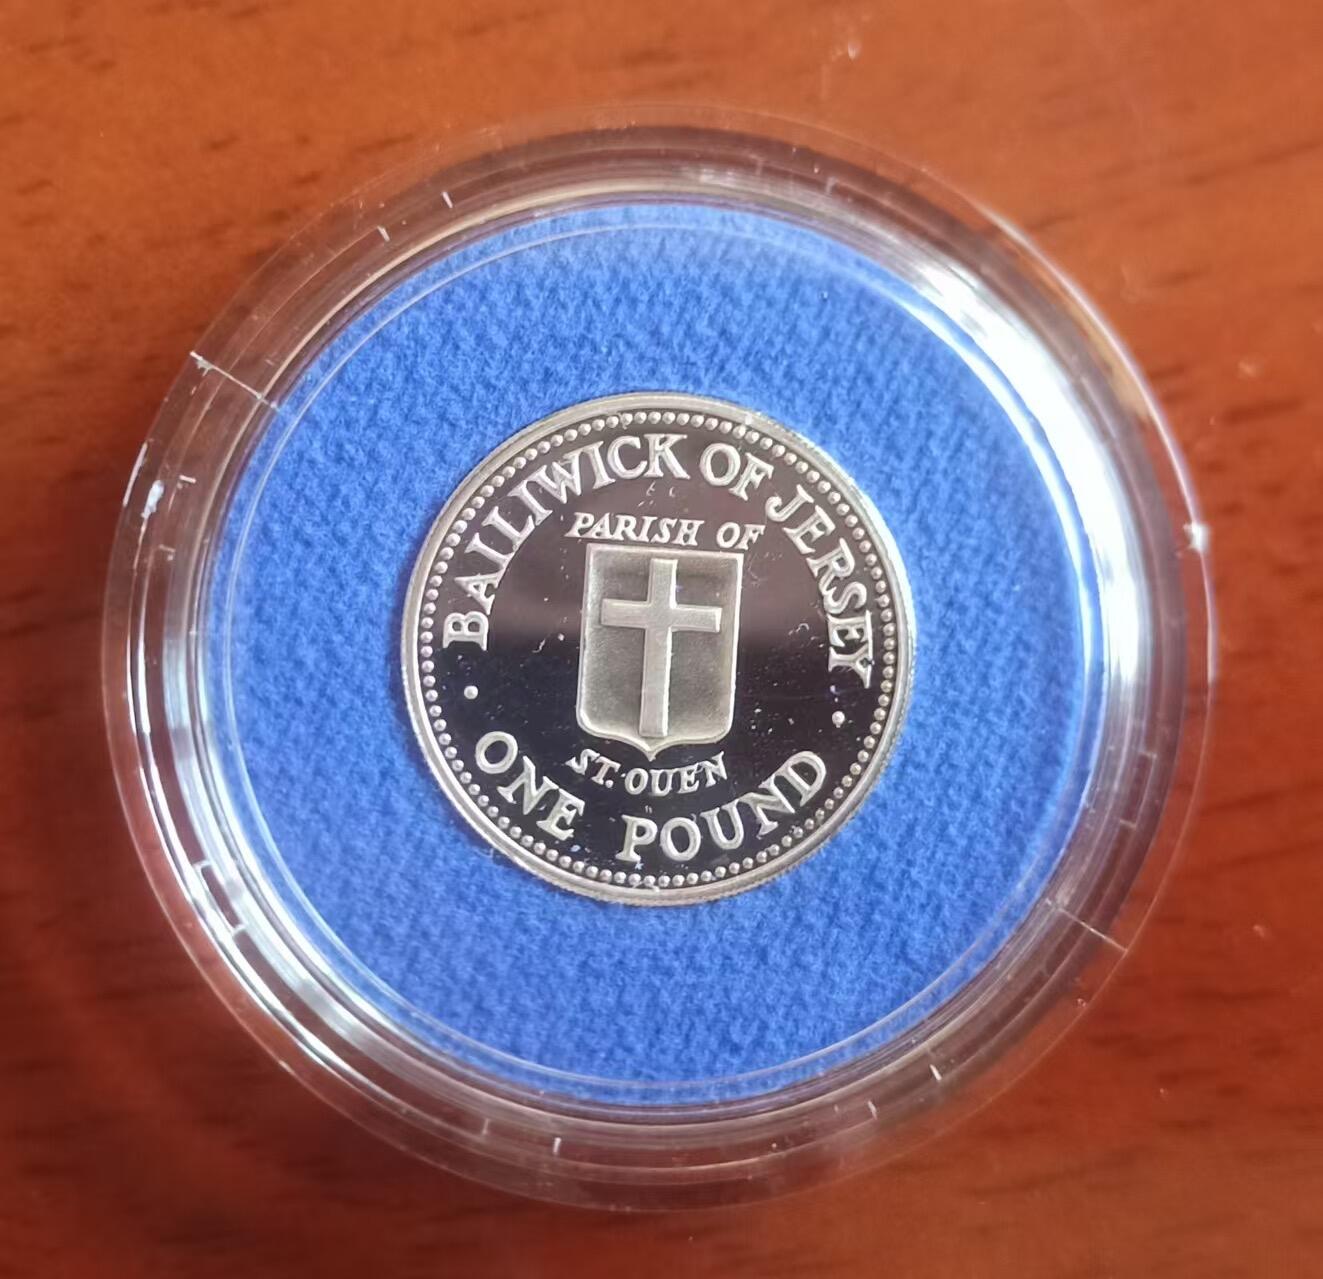 BAILIWICK OF JERSEY
PARISH OF
ST. OUEN
ONE POUND